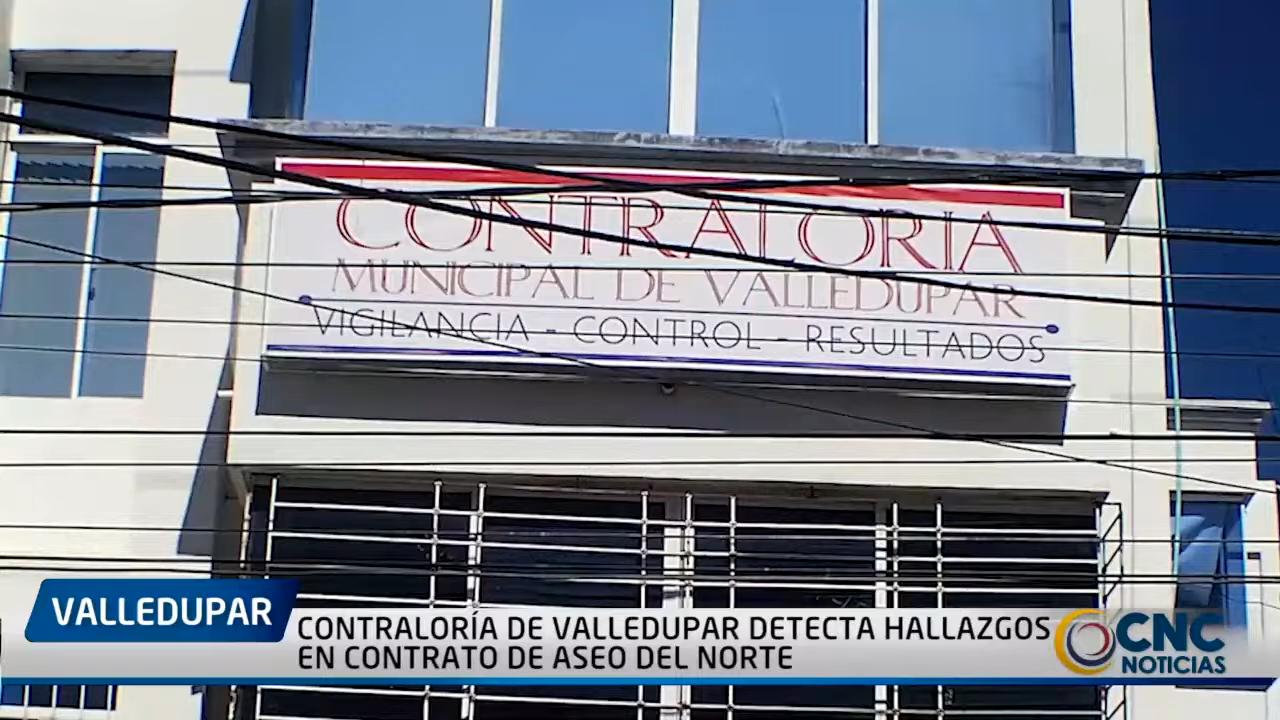 CONTRALORIA
MUNICIPAL DE VALLEDUPAR
VIGILANCIA - CONTROL - RESULTADOS
VALLEDUPAR
CONTRALORÍA DE VALLEDUPAR DETECTA HALLAZGOS
EN CONTRATO DE ASEO DEL NORTE
CNC
NOTICIAS